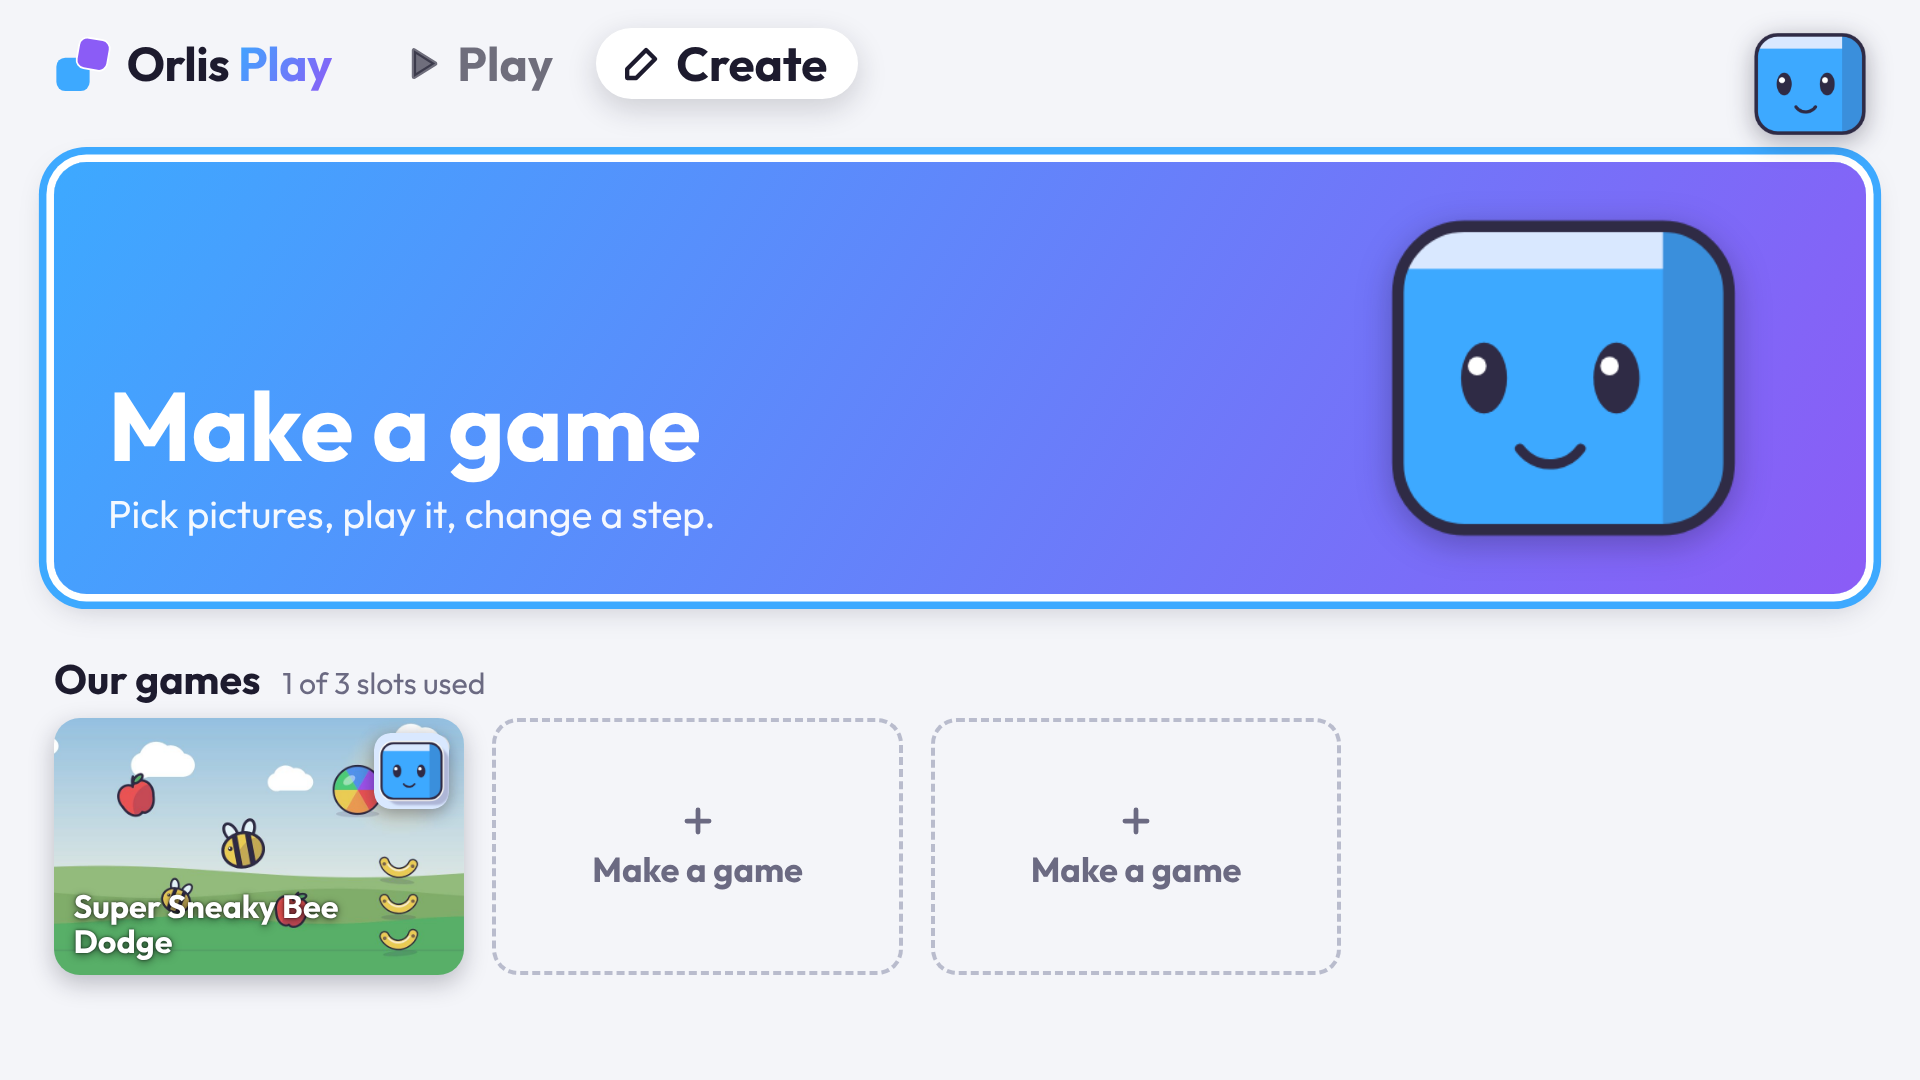 Orlis Play
Play
Create
Make a game
Pick pictures, play it, change a step.
Our games
1 of 3 slots used
Super Sneaky Bee
Dodge
Make a game
Make a game